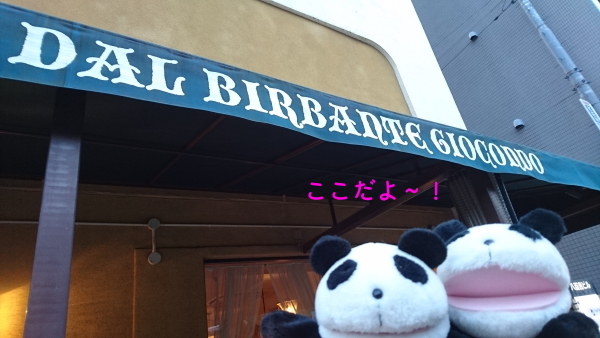 DAL BIRBANTE GIOCONDO
ここだよ～！